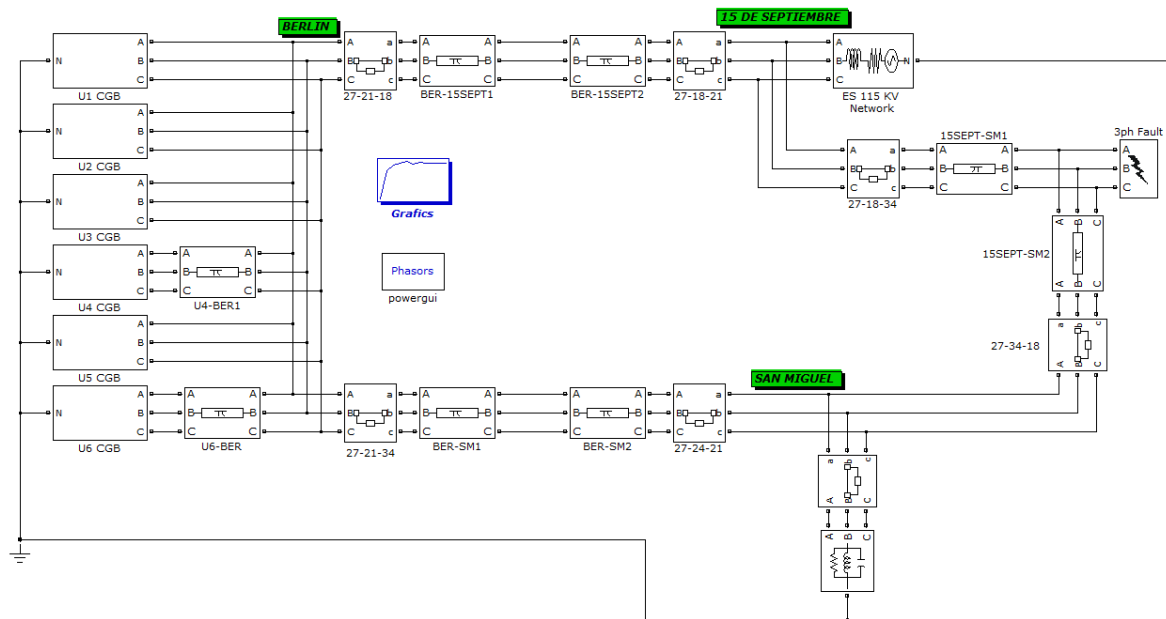 BERLIN
15 DE SEPTIEMBRE
N A B C
U1 CGB
A B C a b c
27-21-18
A B C A B C
BER-15SEPT1
A B C A B C
BER-15SEPT2
A B C a b c
27-18-21
A B C N
ES 115 KV
Network
N A B C
U2 CGB
15SEPT-SM1
A B C A B C
3ph Fault
A B C
A B C a b c
27-18-34
Grafics
N A B C
U3 CGB
Phasors
powergui
N A B C
U4 CGB
A B C A B C
U4-BER1
A B C A B C
15SEPT-SM2
N A B C
U5 CGB
a b c A B C
27-34-18
SAN MIGUEL
N A B C
U6 CGB
A B C A B C
U6-BER
A B C a b c
27-21-34
A B C A B C
BER-SM1
A B C A B C
BER-SM2
A B C a b c
27-24-21
a b c
A B C
A B C